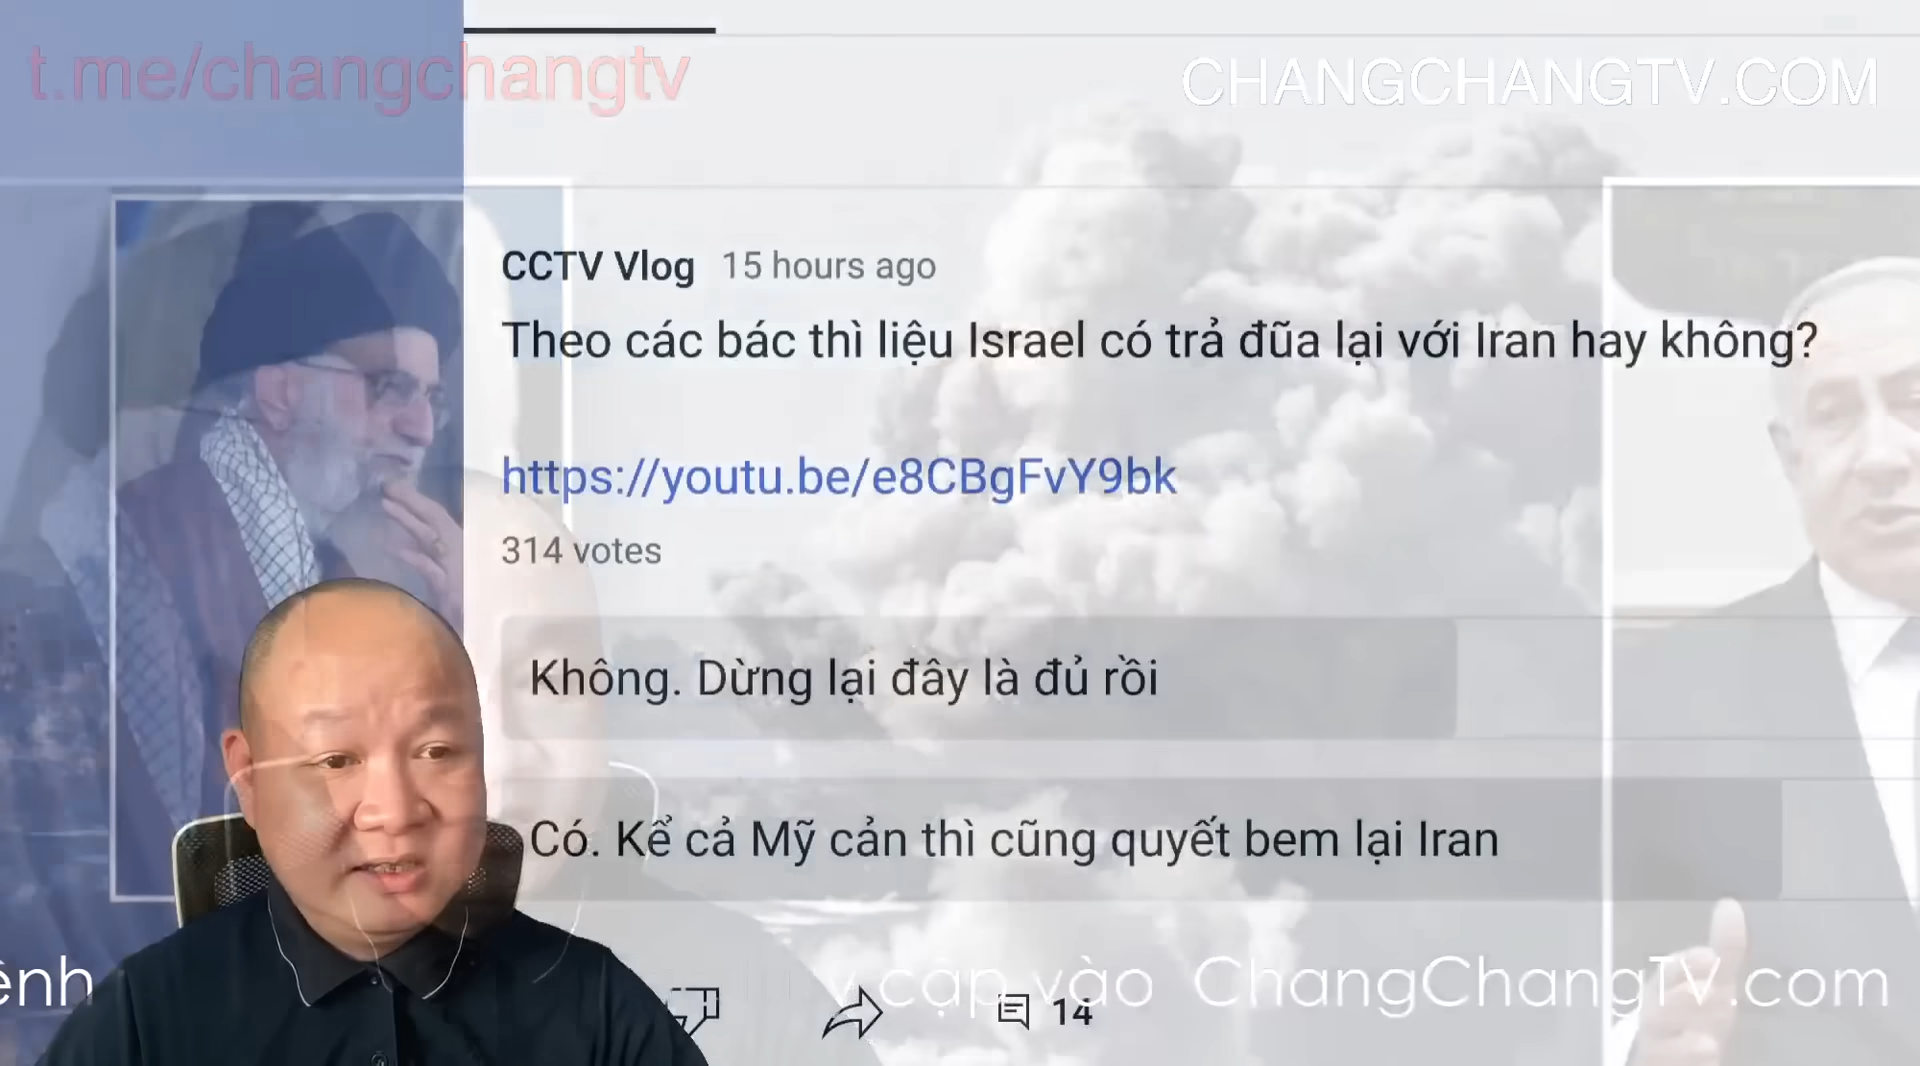 t.me/changchangtv
CHANGCHANGTV.COM
CCTV Vlog 15 hours ago
Theo các bác thì liệu Israel có trả đũa lại với Iran hay không?
https://youtu.be/e8CBgFvY9bk
314 votes
Không. Dừng lại đây là đủ rồi
Có. Kể cả Mỹ cản thì cũng quyết bem lại Iran
14
cập vào ChangChangTV.com